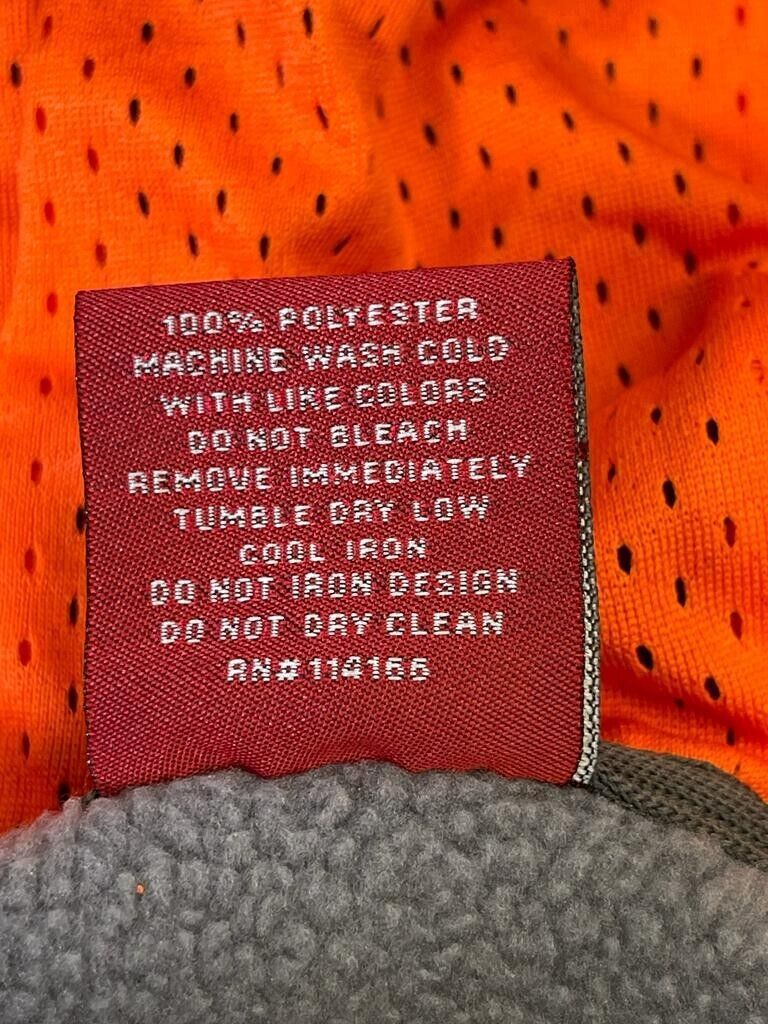 100% POLYESTER
MACHINE WASH COLD
WITH LIKE COLORS
DO NOT BLEACH
REMOVE IMMEDIATELY
TUMBLE DRY LOW
COOL IRON
DO NOT IRON DESIGN
DO NOT DRY CLEAN
RN# 114166